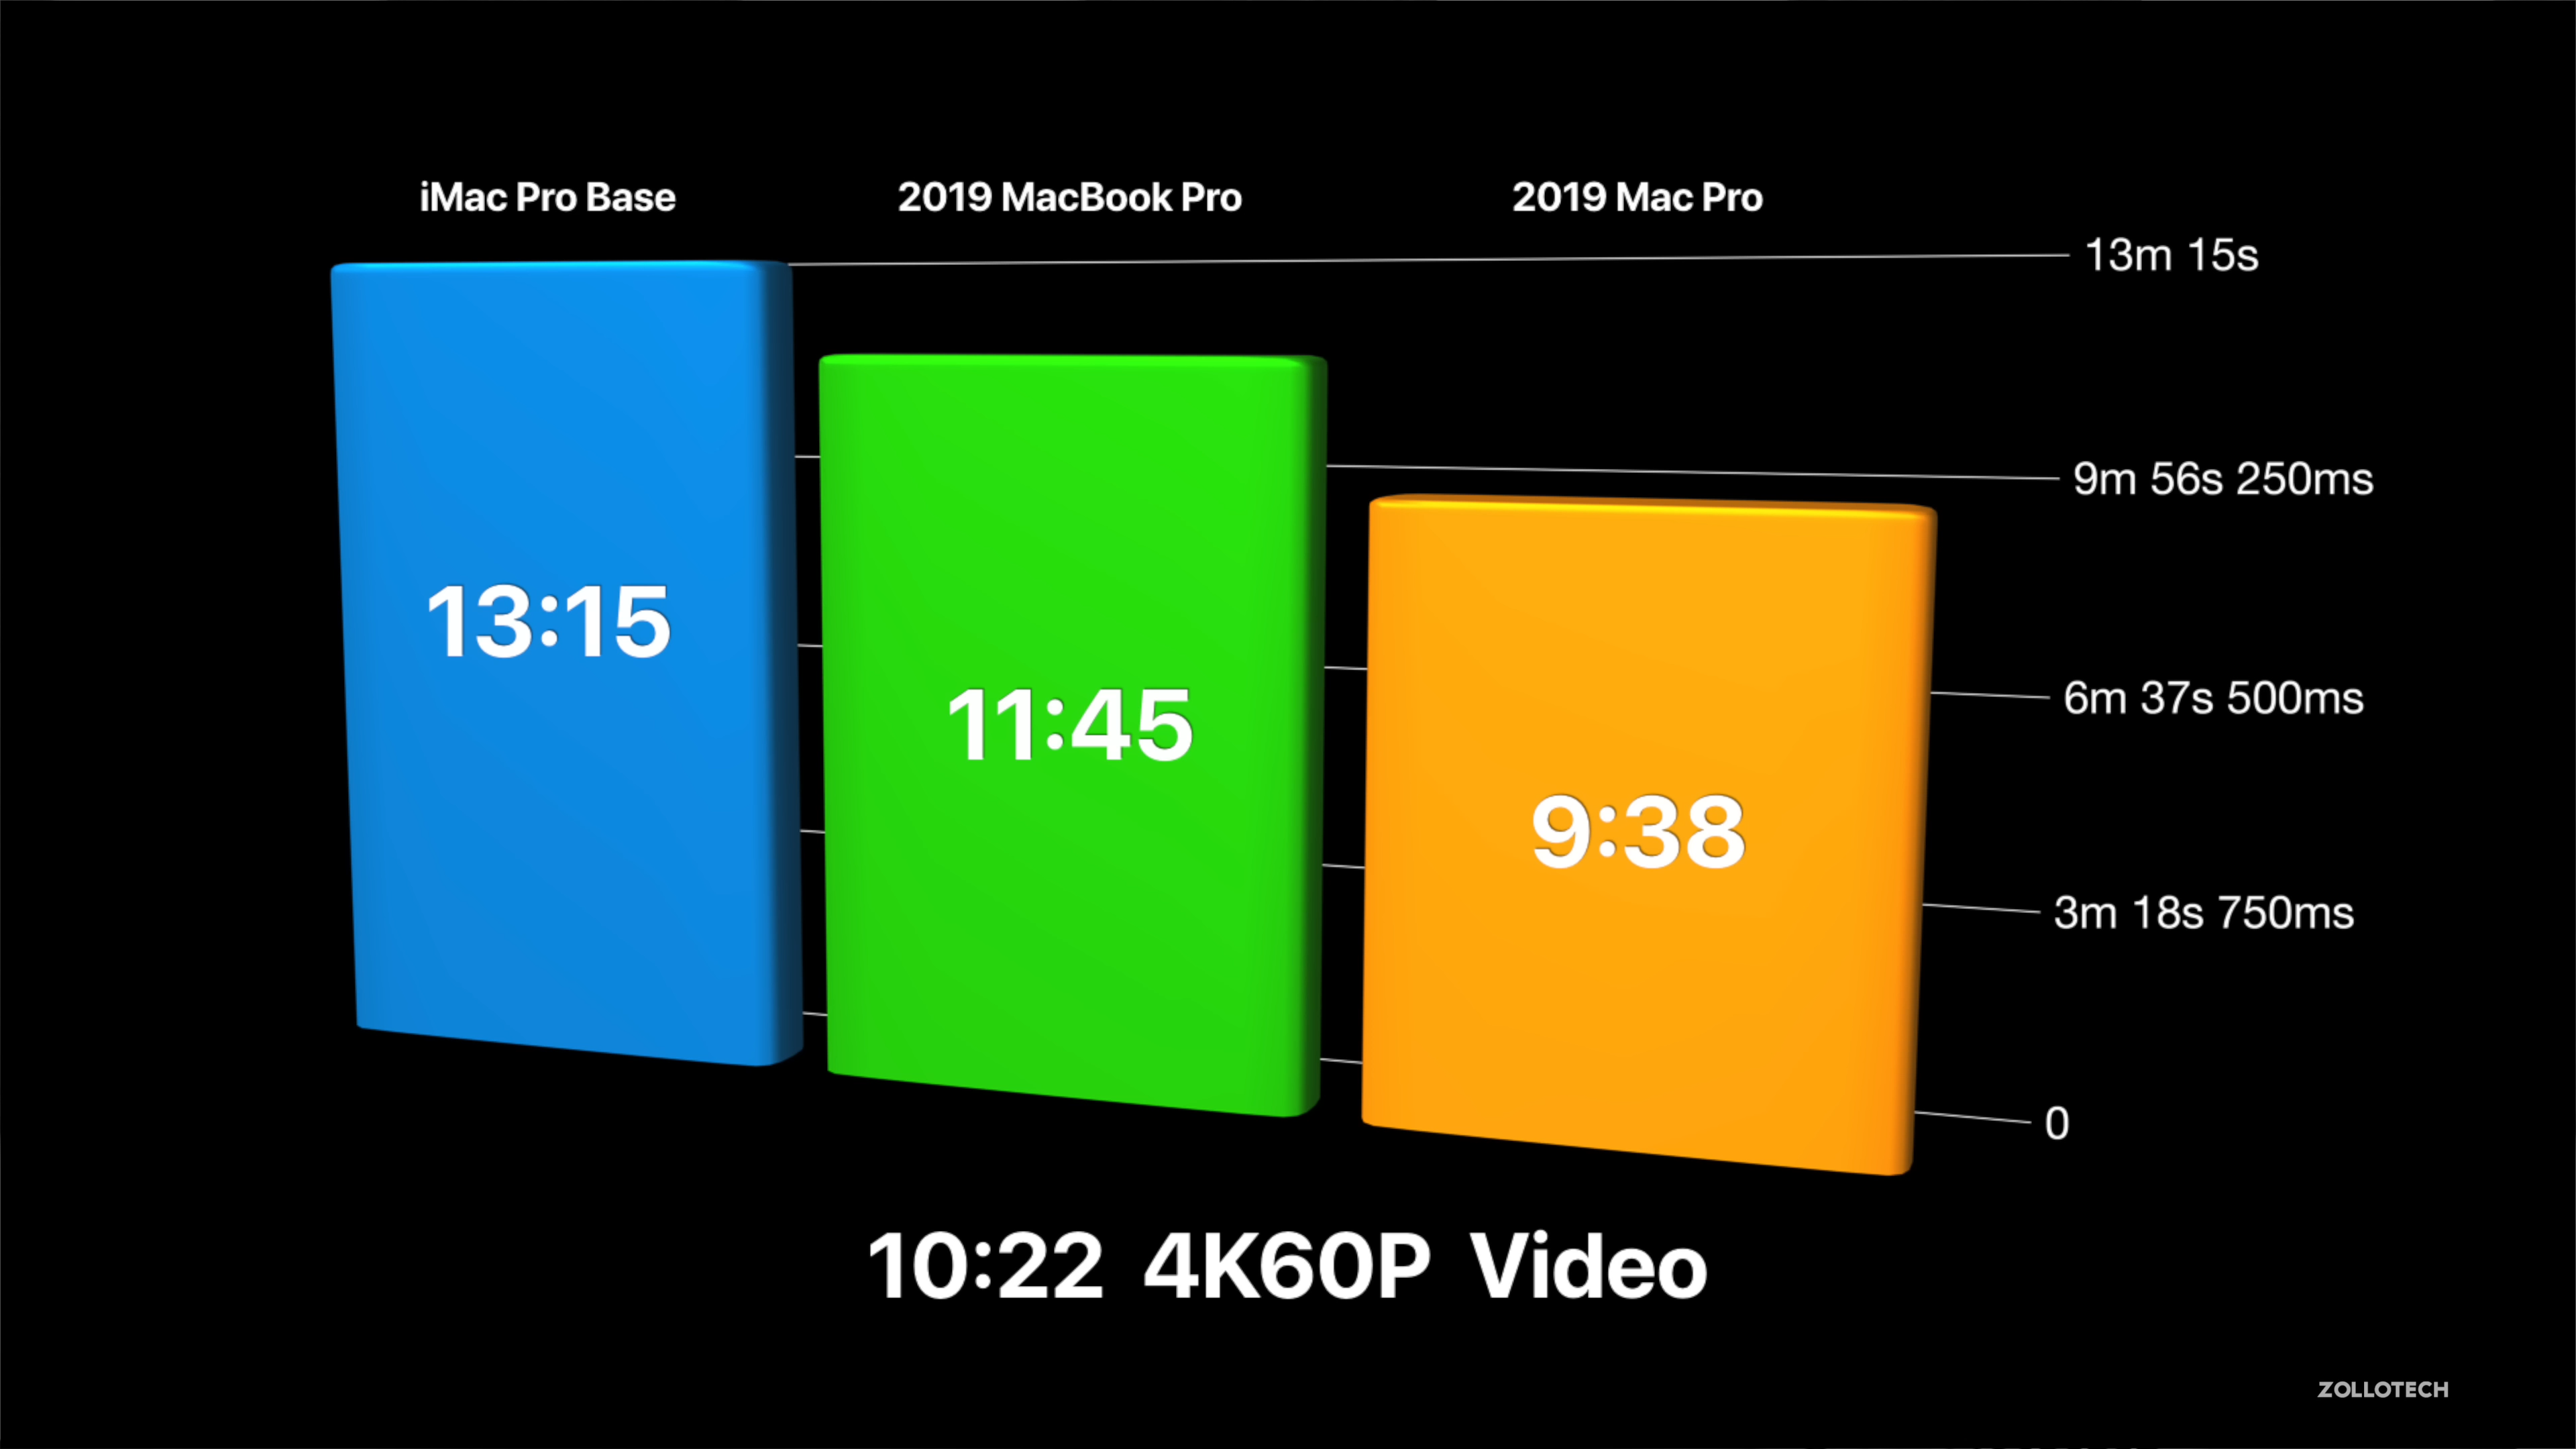 iMac Pro Base
2019 MacBook Pro
2019 Mac Pro
13m 15s
9m 56s 250ms
6m 37s 500ms
3m 18s 750ms
0
13:15
11:45
9:38
10:22 4K60P Video
ZOLLOTECH